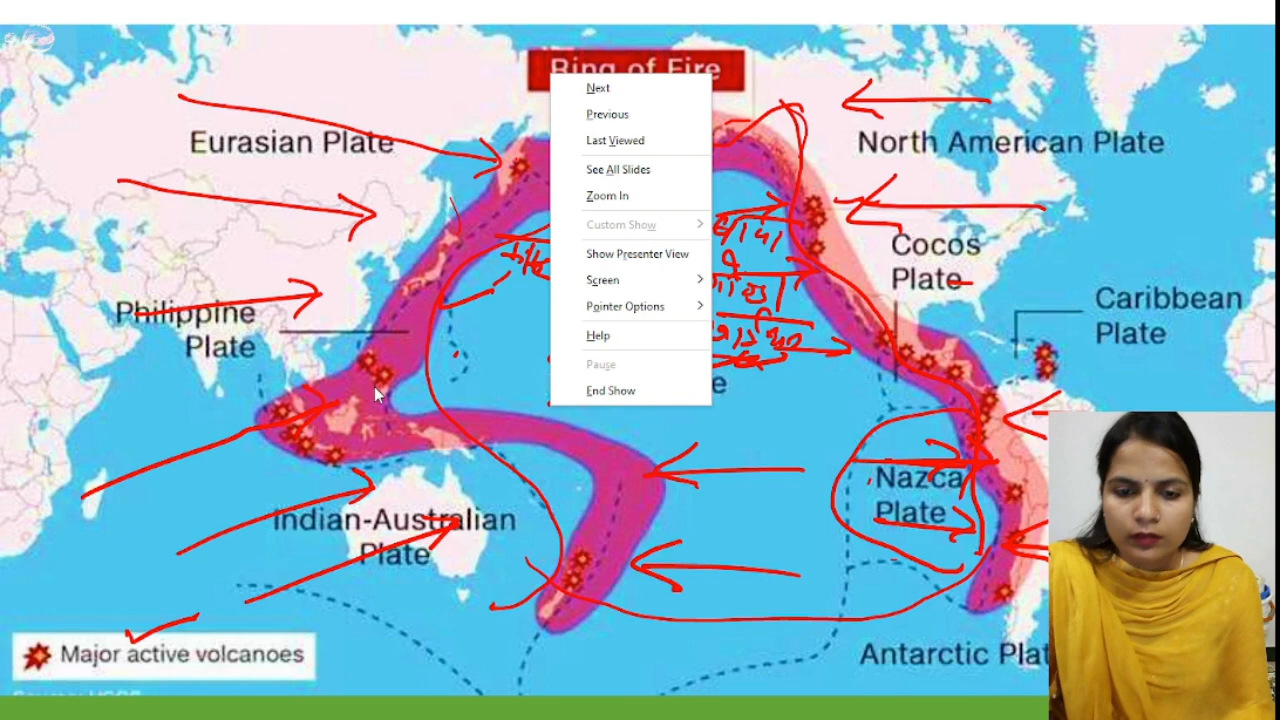 Ring of Fire
Eurasian Plate
North American Plate
Next
Previous
Last Viewed
See All Slides
Zoom In
Custom Show
Show Presenter View
Screen
Pointer Options
Help
Pause
End Show
Cocos
Plate
Philippine
Plate
Caribbean
Plate
Nazca
Plate
Indian-Australian
Plate
Major active volcanoes
Antarctic